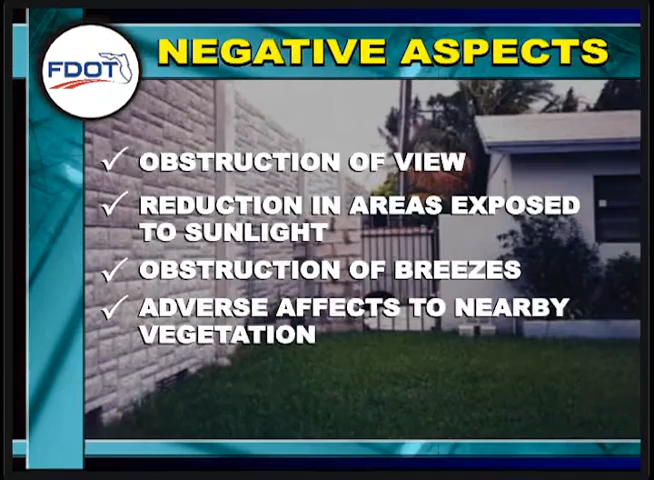 FDOT
NEGATIVE ASPECTS
OBSTRUCTION OF VIEW
REDUCTION IN AREAS EXPOSED
TO SUNLIGHT
OBSTRUCTION OF BREEZES
ADVERSE AFFECTS TO NEARBY
VEGETATION